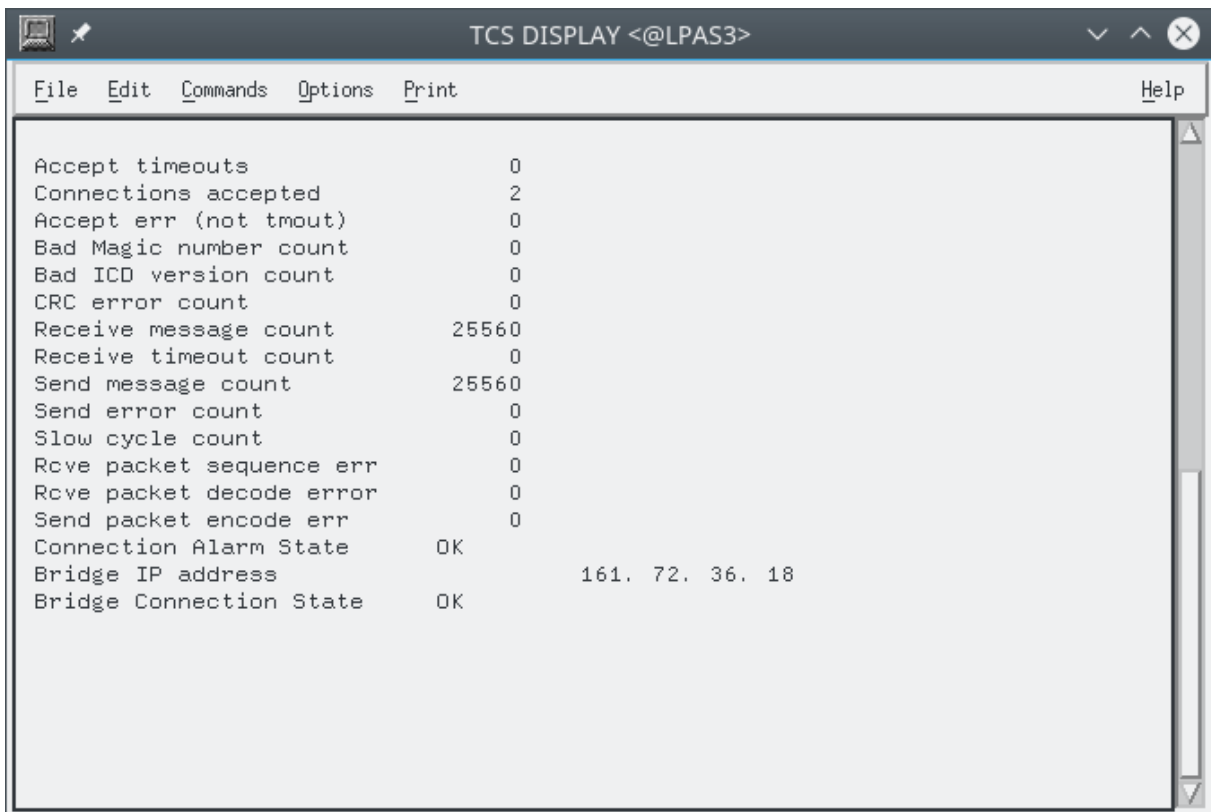 TCS DISPLAY <@LPAS3>
File Edit Commands Options Print Help
Accept timeouts 0
Connections accepted 2
Accept err (not tmout) 0
Bad Magic number count 0
Bad ICD version count 0
CRC error count 0
Receive message count 25560
Receive timeout count 0
Send message count 25560
Send error count 0
Slow cycle count 0
Rcve packet sequence err 0
Rcve packet decode error 0
Send packet encode err 0
Connection Alarm State OK
Bridge IP address 161. 72. 36. 18
Bridge Connection State OK